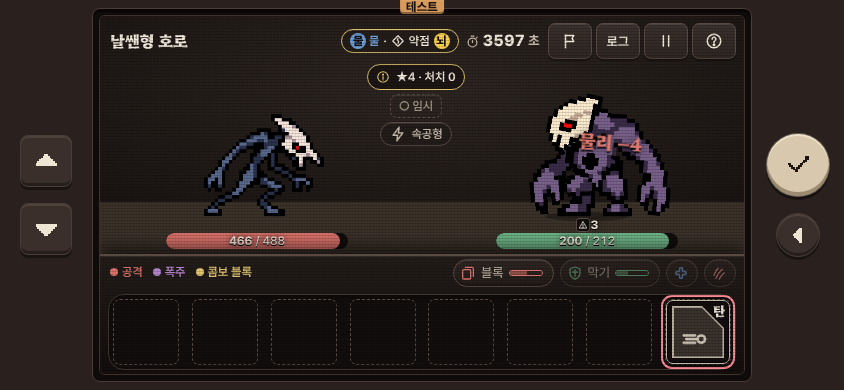 테스트
날쌘형 호로
물 물 · 약점 뇌
3597 초
로그
★4 · 처치 0
임시
속공형
물리 -4
3
466 / 488
200 / 212
공격 폭주 콤보 블록
블록
막기
탄